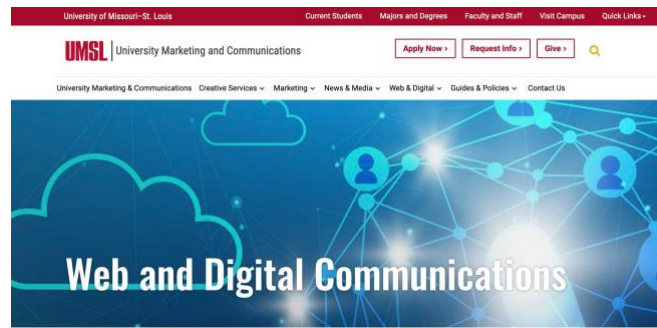 University of Missouri–St. Louis Current Students Majors and Degrees Faculty and Staff Visit Campus Quick Links
UMSL University Marketing and Communications Apply Now › Request Info › Give ›
University Marketing & Communications Creative Services Marketing News & Media Web & Digital Guides & Policies Contact Us
Web and Digital Communications